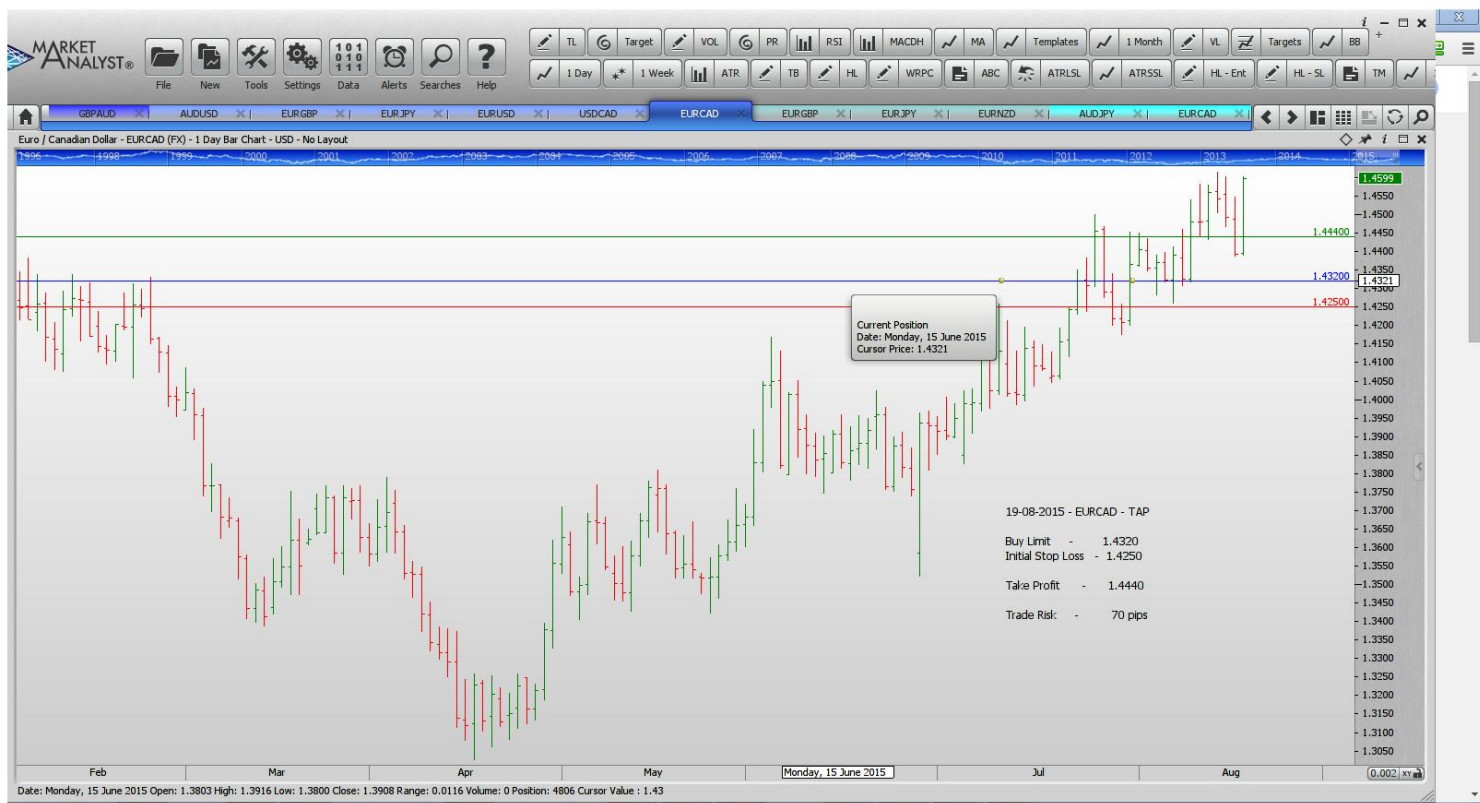 i
MARKET
ANALYST®
File New Tools Settings Data Alerts Searches Help
TL Target VOL PR RSI MACDH MA Templates 1 Month VL Targets BB
1 Day 1 Week ATR TB HL WRPC ABC ATRLSL ATRSSL HL - Ent HL - SL TM
GBPAUD AUDUSD EURGBP EURJPY EURUSD USDCAD EURCAD EURGBP EURJPY EURNZD AUDJPY EURCAD
Euro / Canadian Dollar - EURCAD (FX) - 1 Day Bar Chart - USD - No Layout
1996 1998 1999 2000 2001 2002 2003 2004 2005 2006 2007 2008 2009 2010 2011 2012 2013 2014 2015
1.4599
1.4550
1.4500
1.44400
1.4450
1.4400
1.4350
1.43200
1.4321
1.4300
1.42500
1.4250
1.4200
1.4150
1.4100
1.4050
1.4000
1.3950
1.3900
1.3850
1.3800
1.3750
1.3700
1.3650
1.3600
1.3550
1.3500
1.3450
1.3400
1.3350
1.3300
1.3250
1.3200
1.3150
1.3100
1.3050
Current Position
Date: Monday, 15 June 2015
Cursor Price: 1.4321
19-08-2015 - EURCAD - TAP
Buy Limit - 1.4320
Initial Stop Loss - 1.4250
Take Profit - 1.4440
Trade Risk - 70 pips
Feb Mar Apr May Monday, 15 June 2015 Jul Aug
0.002 XY
Date: Monday, 15 June 2015 Open: 1.3803 High: 1.3916 Low: 1.3800 Close: 1.3908 Range: 0.0116 Volume: 0 Position: 4806 Cursor Value : 1.43